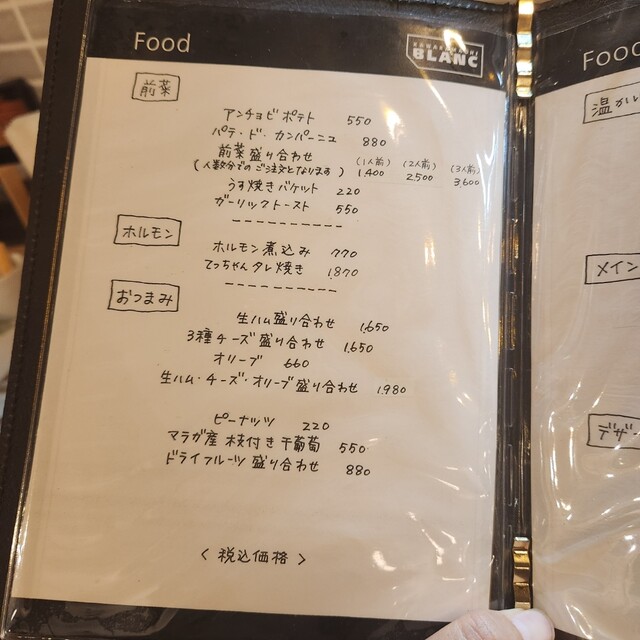 Food
BLANC
前菜
アンチョビポテト 550
パテ・ド・カンパーニュ 880
前菜盛り合わせ (1人前) (2人前) (3人前)
(人数分でのご注文となります) 1,400 2,500 3,600
うす焼きバケット 220
ガーリックトースト 550
ホルモン
ホルモン煮込み 770
てっちゃんタレ焼き 1,870
おつまみ
生ハム盛り合わせ 1,650
3種チーズ盛り合わせ 1,650
オリーブ 660
生ハム・チーズ・オリーブ盛り合わせ 1,980
ピーナッツ 220
マラガ産 枝付き干葡萄 550
ドライフルーツ盛り合わせ 880
〈税込価格〉
Food
温か
メイン
デザ